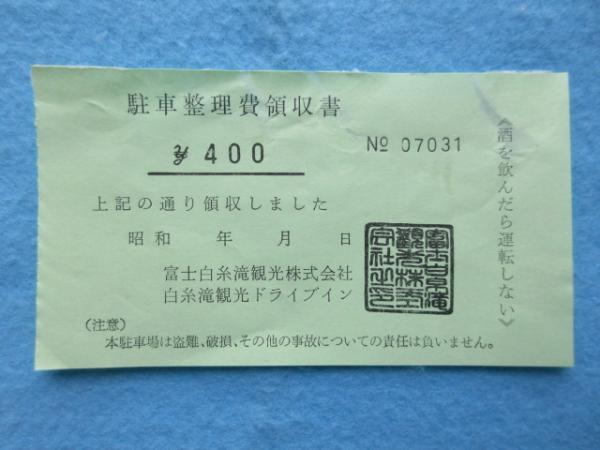 駐車整理費領収書
¥400
№ 07031
上記の通り領収しました
昭和 年 月 日
富士白糸滝観光株式会社
白糸滝観光ドライブイン
(注意)
本駐車場は盗難、破損、その他の事故についての責任は負いません。
《酒を飲んだら運転しない》